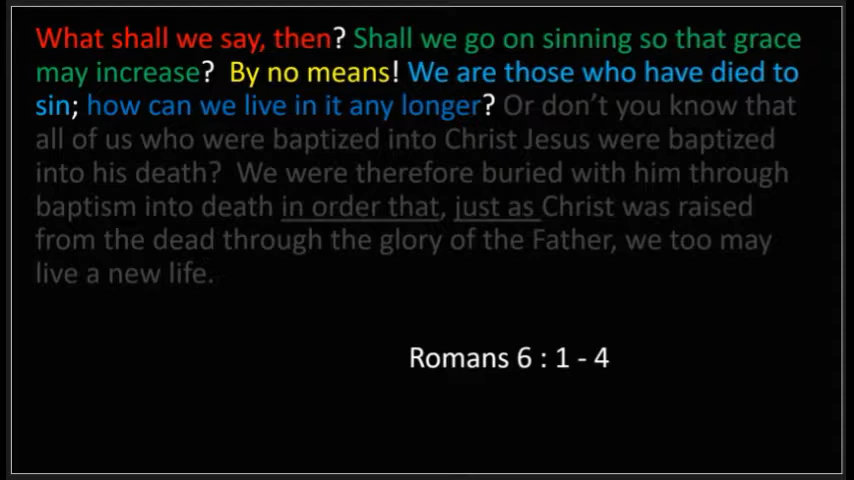 What shall we say, then? Shall we go on sinning so that grace
may increase? By no means! We are those who have died to
sin; how can we live in it any longer? Or don't you know that
all of us who were baptized into Christ Jesus were baptized
into his death? We were therefore buried with him through
baptism into death in order that, just as Christ was raised
from the dead through the glory of the Father, we too may
live a new life.
Romans 6 : 1 - 4